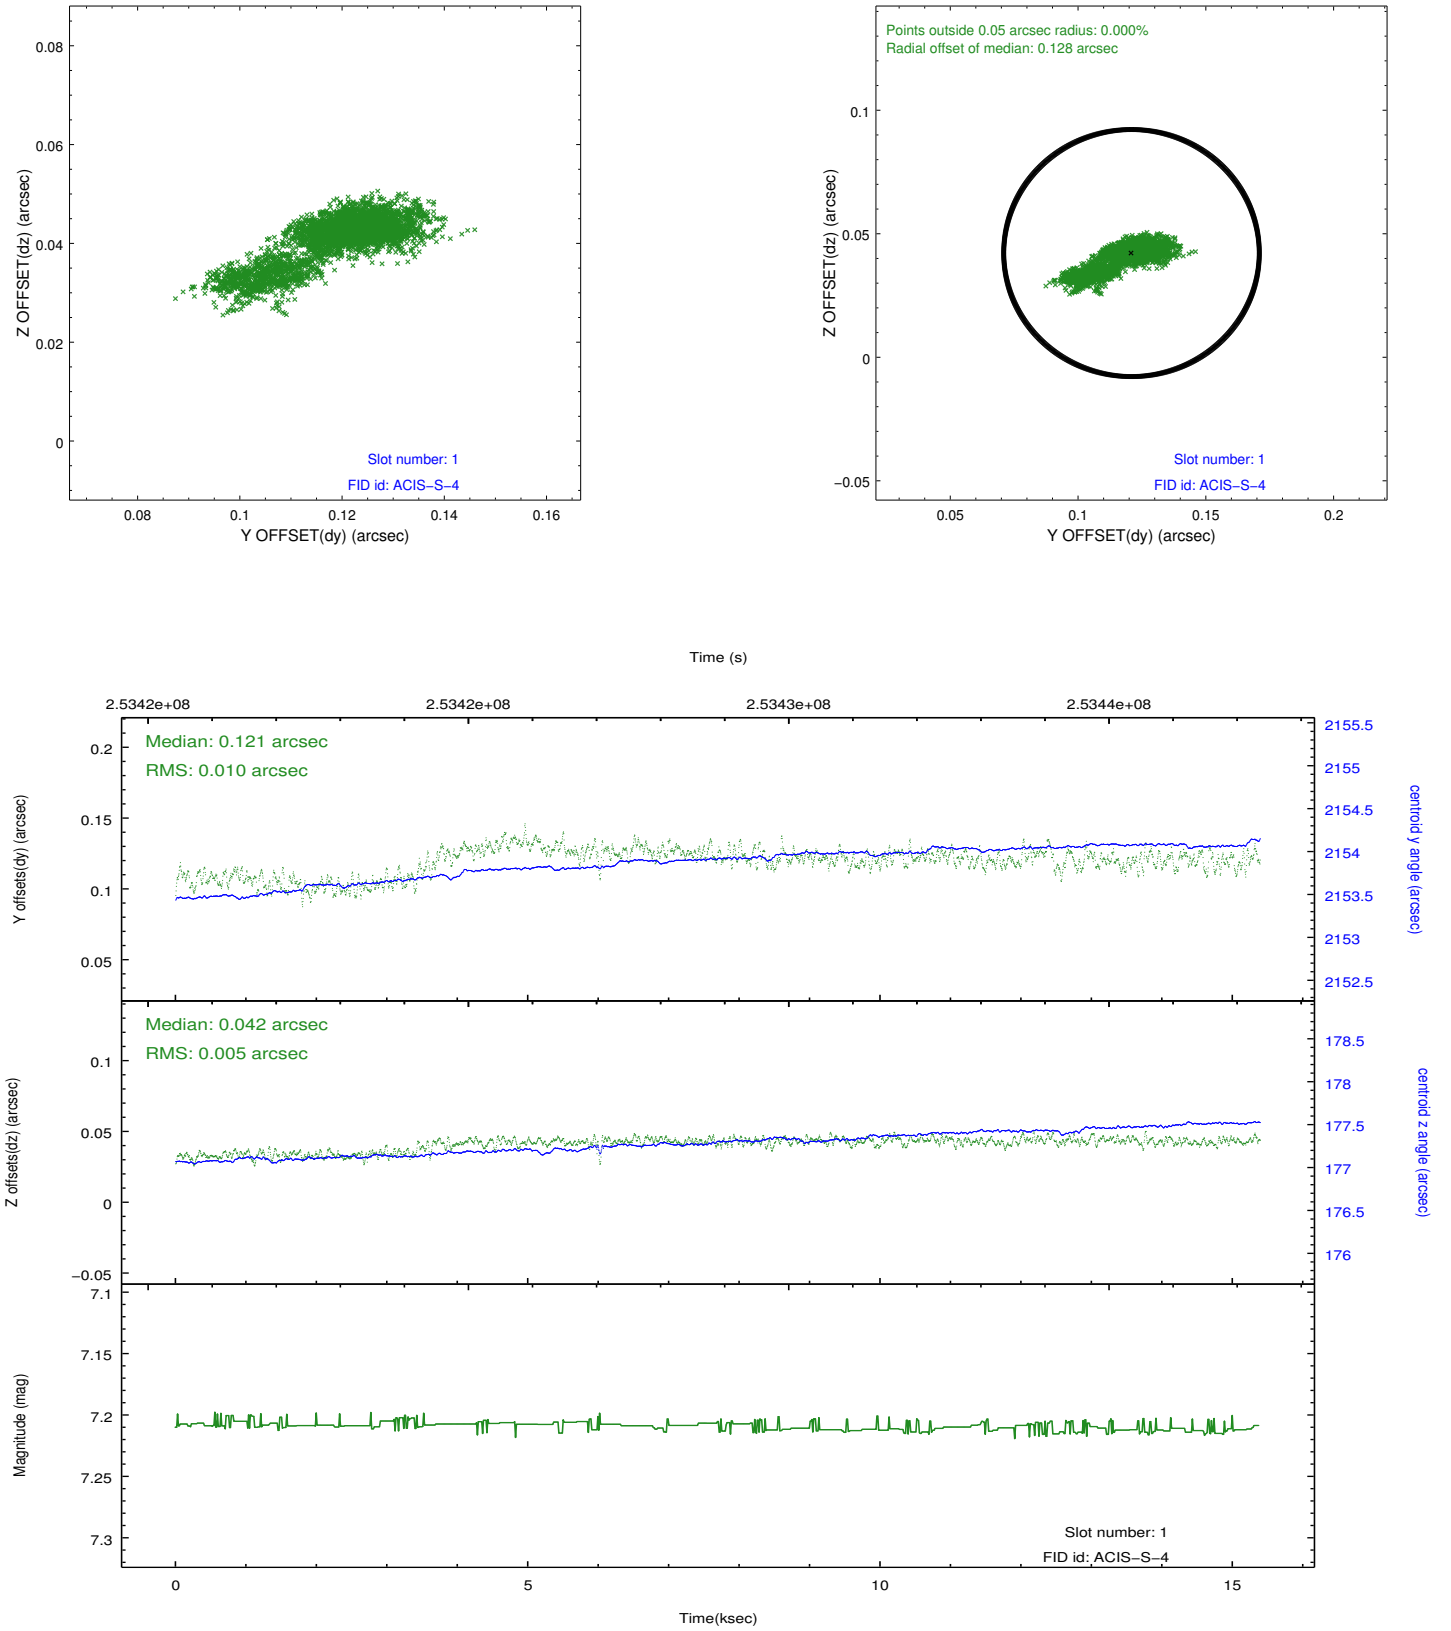 0.08
0.06
0.04
0.02
0
Z OFFSET(dz) (arcsec)
Slot number: 1
FID id: ACIS−S−4
0.08 0.1 0.12 0.14 0.16
Y OFFSET(dy) (arcsec)
Points outside 0.05 arcsec radius: 0.000%
Radial offset of median: 0.128 arcsec
0.1
0.05
0
−0.05
Z OFFSET(dz) (arcsec)
Slot number: 1
FID id: ACIS−S−4
0.05 0.1 0.15 0.2
Y OFFSET(dy) (arcsec)
Time (s)
2.5342e+08 2.5342e+08 2.5343e+08 2.5344e+08
Median: 0.121 arcsec
RMS: 0.010 arcsec
0.2
0.15
0.1
0.05
Y offsets(dy) (arcsec)
2155.5
2155
2154.5
2154
2153.5
2153
2152.5
centroid y angle (arcsec)
Median: 0.042 arcsec
RMS: 0.005 arcsec
0.1
0.05
0
−0.05
Z offsets(dz) (arcsec)
178.5
178
177.5
177
176.5
176
centroid z angle (arcsec)
7.1
7.15
7.2
7.25
7.3
Magnitude (mag)
Slot number: 1
FID id: ACIS−S−4
0 5 10 15
Time(ksec)